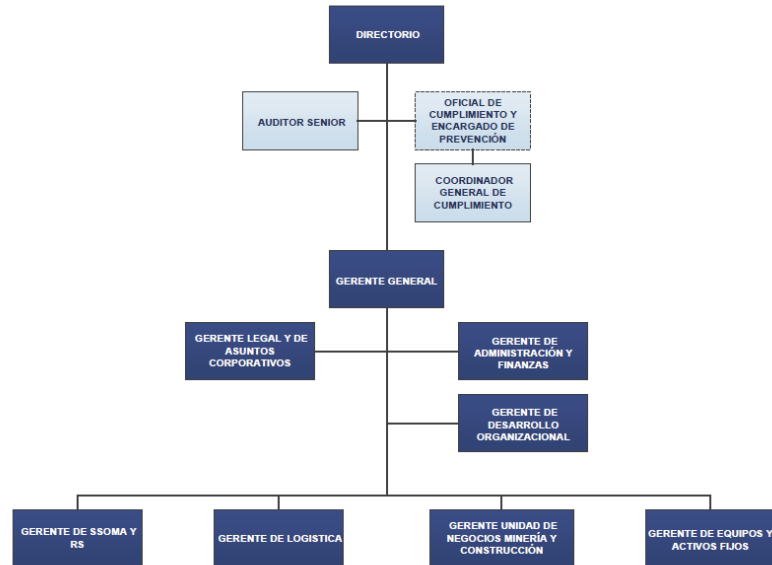 DIRECTORIO
AUDITOR SENIOR
OFICIAL DE
CUMPLIMIENTO Y
ENCARGADO DE
PREVENCIÓN
COORDINADOR
GENERAL DE
CUMPLIMIENTO
GERENTE GENERAL
GERENTE LEGAL Y DE
ASUNTOS
CORPORATIVOS
GERENTE DE
ADMINISTRACIÓN Y
FINANZAS
GERENTE DE
DESARROLLO
ORGANIZACIONAL
GERENTE DE SSOMA Y
RS
GERENTE DE LOGISTICA
GERENTE UNIDAD DE
NEGOCIOS MINERÍA Y
CONSTRUCCIÓN
GERENTE DE EQUIPOS Y
ACTIVOS FIJOS